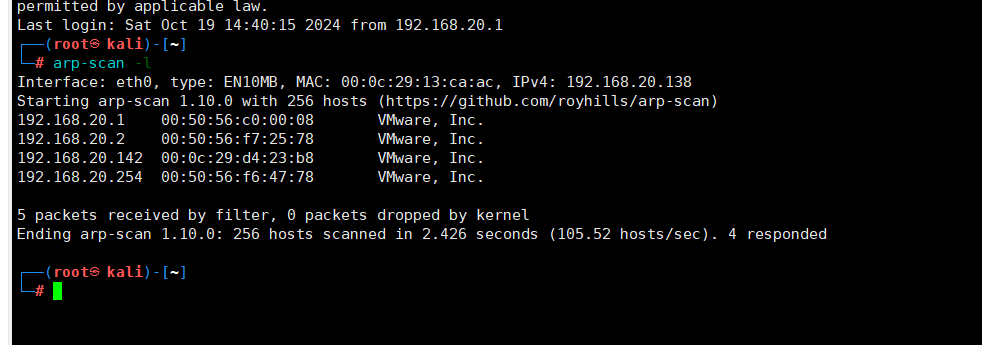 permitted by applicable law.
Last login: Sat Oct 19 14:40:15 2024 from 192.168.20.1
┌──(root㉿ kali)-[~]
└─# arp-scan -l
Interface: eth0, type: EN10MB, MAC: 00:0c:29:13:ca:ac, IPv4: 192.168.20.138
Starting arp-scan 1.10.0 with 256 hosts (https://github.com/royhills/arp-scan)
192.168.20.1    00:50:56:c0:00:08       VMware, Inc.
192.168.20.2    00:50:56:f7:25:78       VMware, Inc.
192.168.20.142  00:0c:29:d4:23:b8       VMware, Inc.
192.168.20.254  00:50:56:f6:47:78       VMware, Inc.

5 packets received by filter, 0 packets dropped by kernel
Ending arp-scan 1.10.0: 256 hosts scanned in 2.426 seconds (105.52 hosts/sec). 4 responded

┌──(root㉿ kali)-[~]
└─#